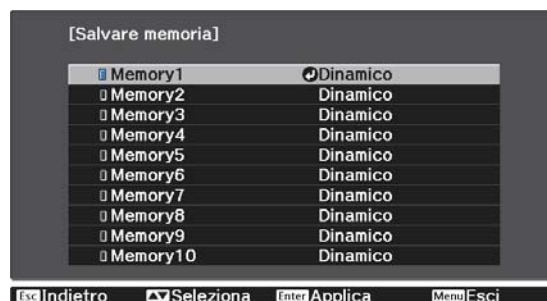 [Salvare memoria]
Memory1 Dinamico
Memory2 Dinamico
Memory3 Dinamico
Memory4 Dinamico
Memory5 Dinamico
Memory6 Dinamico
Memory7 Dinamico
Memory8 Dinamico
Memory9 Dinamico
Memory10 Dinamico
Esc Indietro Seleziona Enter Applica Menu Esci